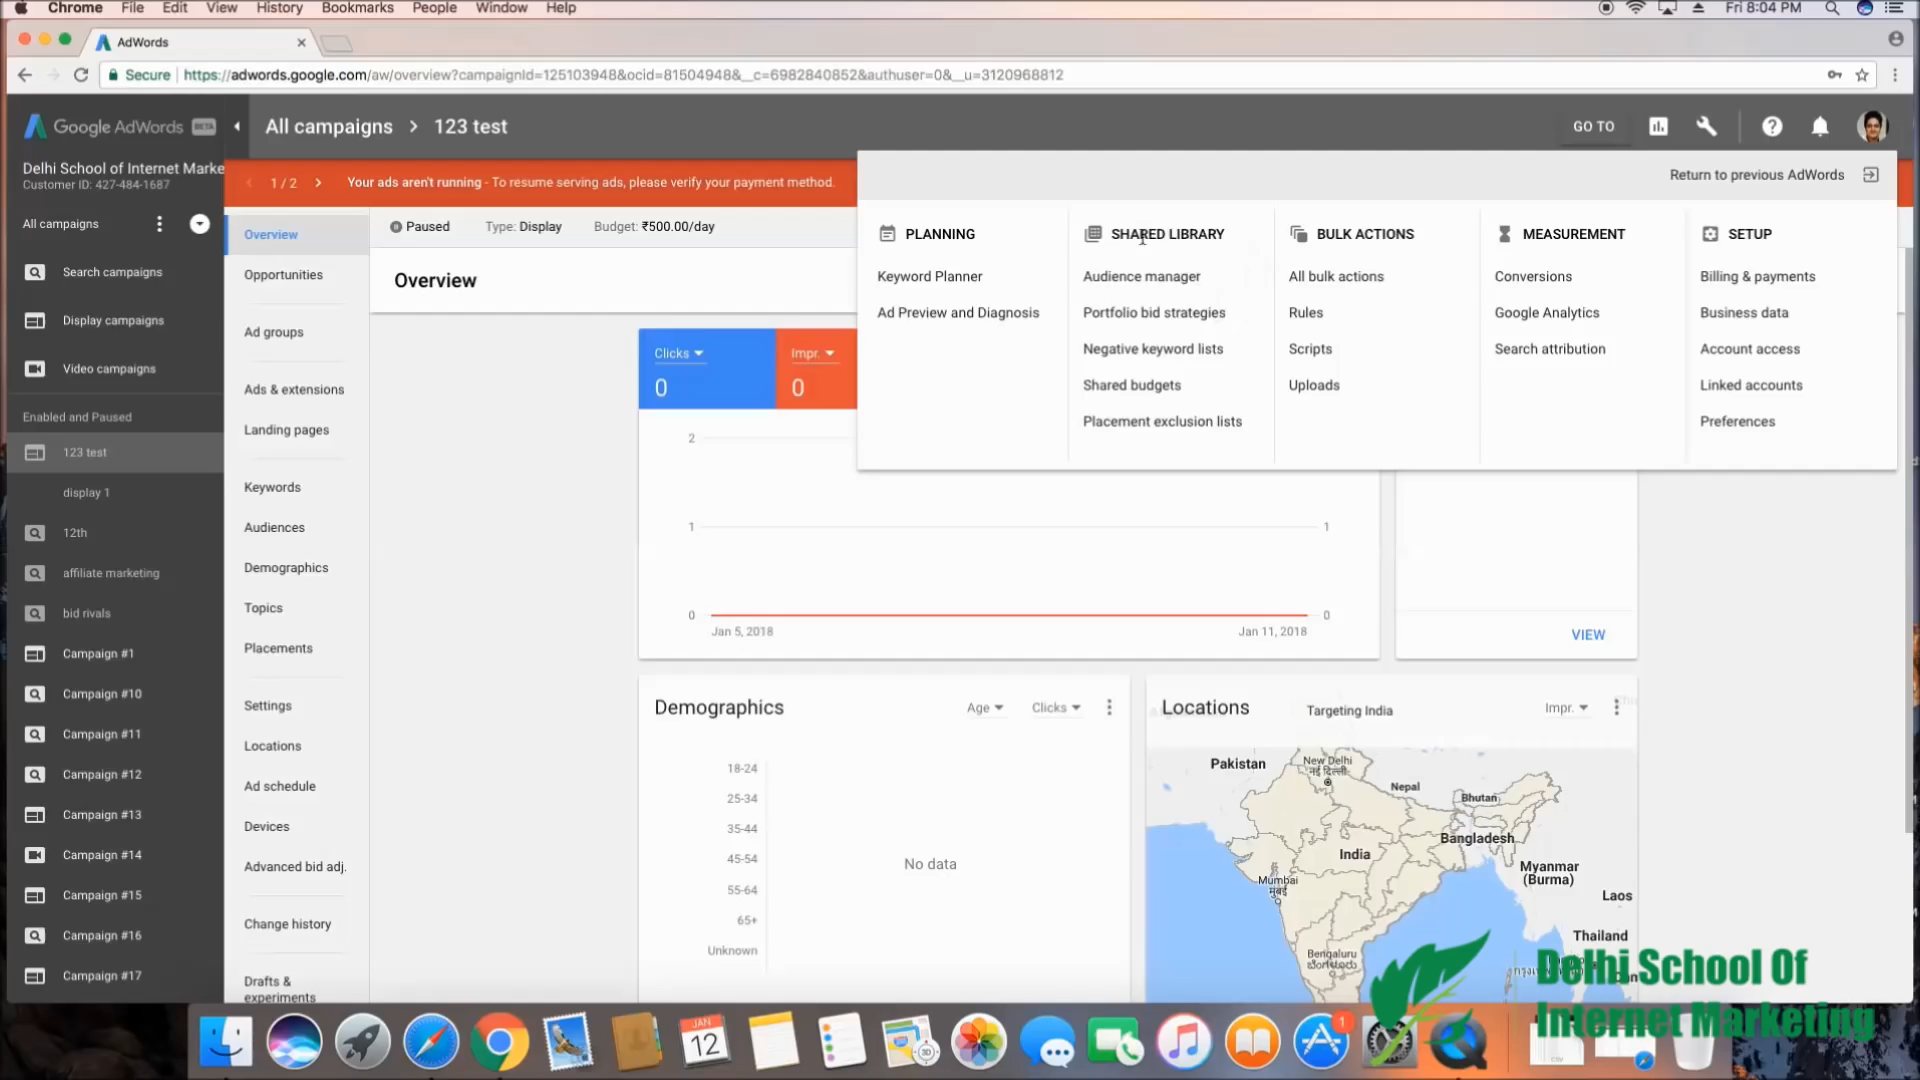 Chrome File Edit View History Bookmarks People Window Help
Fri 8:04 PM
AdWords
Secure https://adwords.google.com/aw/overview?campaignId=125103948&ocid=81504948&__c=6982840852&authuser=0&__u=3120968812
Google AdWords BETA
All campaigns > 123 test
GO TO
Delhi School of Internet Marke
Customer ID: 427-484-1687
1 / 2
Your ads aren't running - To resume serving ads, please verify your payment method.
Return to previous AdWords
All campaigns
Search campaigns
Display campaigns
Video campaigns
Enabled and Paused
123 test
display 1
12th
affiliate marketing
bid rivals
Campaign #1
Campaign #10
Campaign #11
Campaign #12
Campaign #13
Campaign #14
Campaign #15
Campaign #16
Campaign #17
Overview
Opportunities
Ad groups
Ads & extensions
Landing pages
Keywords
Audiences
Demographics
Topics
Placements
Settings
Locations
Ad schedule
Devices
Advanced bid adj.
Change history
Drafts &
experiments
Paused Type: Display Budget: ₹500.00/day
Overview
Clicks
0
Impr.
0
2
1
0
1
0
Jan 5, 2018
Jan 11, 2018
PLANNING
Keyword Planner
Ad Preview and Diagnosis
SHARED LIBRARY
Audience manager
Portfolio bid strategies
Negative keyword lists
Shared budgets
Placement exclusion lists
BULK ACTIONS
All bulk actions
Rules
Scripts
Uploads
MEASUREMENT
Conversions
Google Analytics
Search attribution
SETUP
Billing & payments
Business data
Account access
Linked accounts
Preferences
VIEW
Demographics
Age
Clicks
18-24
25-34
35-44
45-54
55-64
65+
Unknown
No data
Locations
Targeting India
Impr.
Pakistan
New Delhi
नई दिल्ली
Nepal
Bhutan
Bangladesh
India
Myanmar
(Burma)
Mumbai
मुंबई
Laos
Thailand
Bengaluru
ಬೆಂಗಳೂರು
Delhi School Of
Internet Marketing
JAN
12
3D
1
CSV